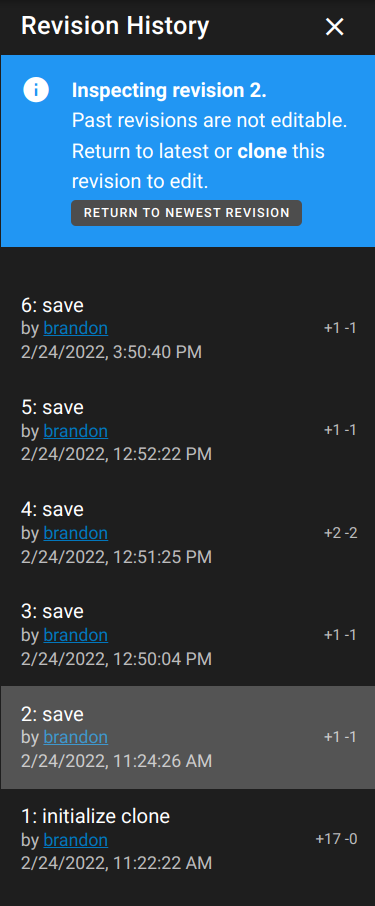 Revision History
Inspecting revision 2.
Past revisions are not editable.
Return to latest or clone this
revision to edit.
RETURN TO NEWEST REVISION
6: save
by brandon
+1 -1
2/24/2022, 3:50:40 PM
5: save
by brandon
+1 -1
2/24/2022, 12:52:22 PM
4: save
by brandon
+2 -2
2/24/2022, 12:51:25 PM
3: save
by brandon
+1 -1
2/24/2022, 12:50:04 PM
2: save
by brandon
+1 -1
2/24/2022, 11:24:26 AM
1: initialize clone
by brandon
+17 -0
2/24/2022, 11:22:22 AM